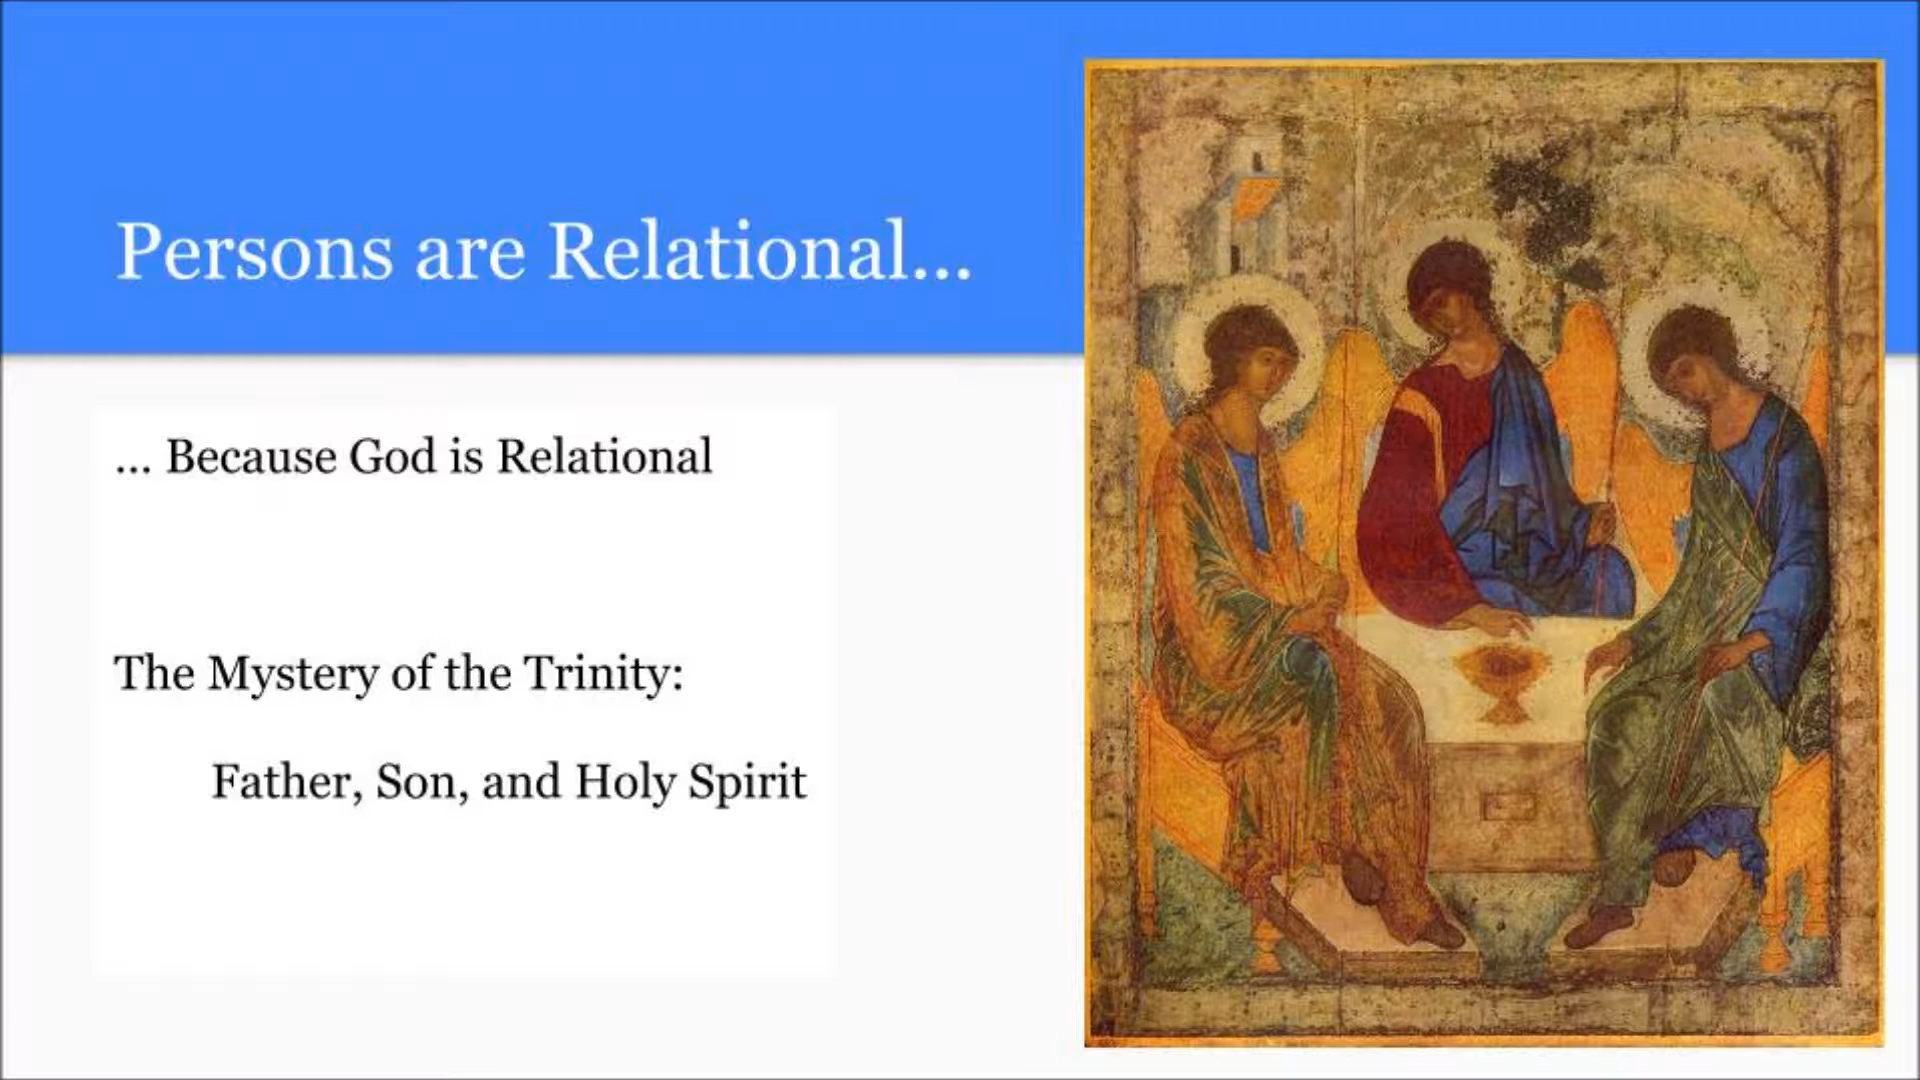 Persons are Relational...
... Because God is Relational
The Mystery of the Trinity:
Father, Son, and Holy Spirit